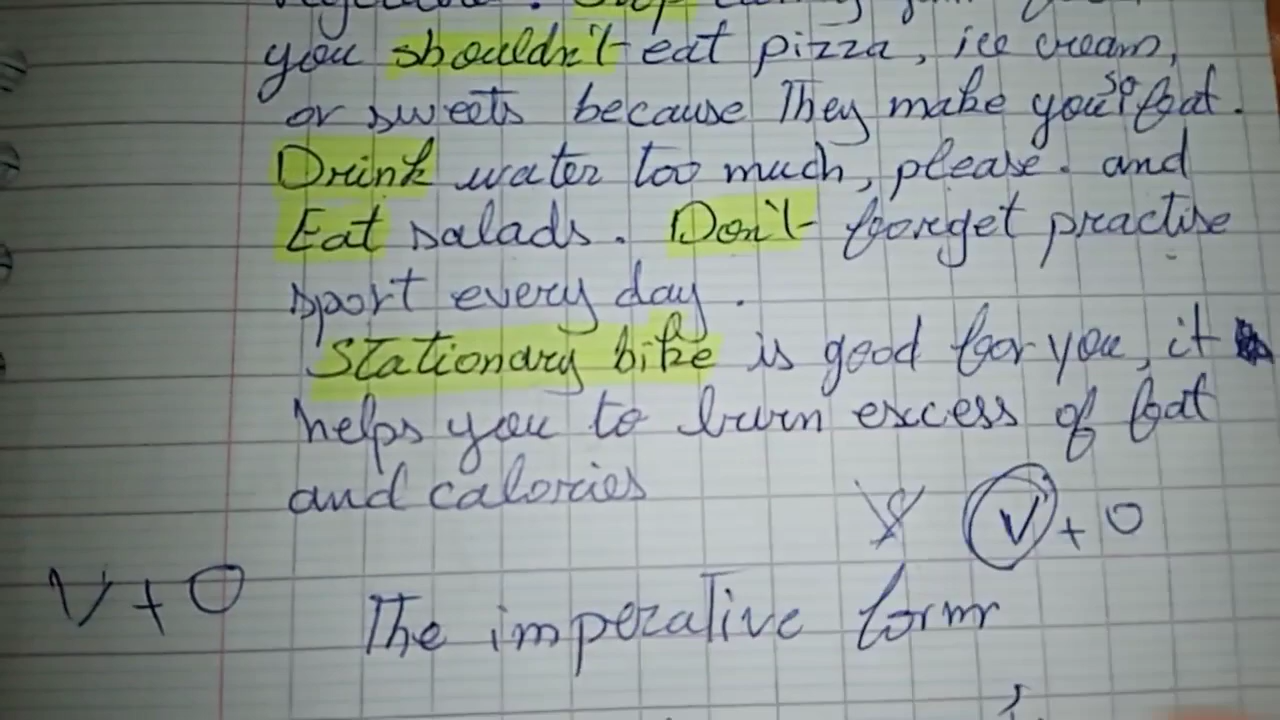 you shouldn't eat pizza, ice cream,
or sweets because They make you so fat.
Drink water too much, please. and
Eat salads. Don't forget practise
sport every day.
Stationary bike is good for you, it
helps you to burn excess of fat
and calories
V + O
V + O
The imperative form